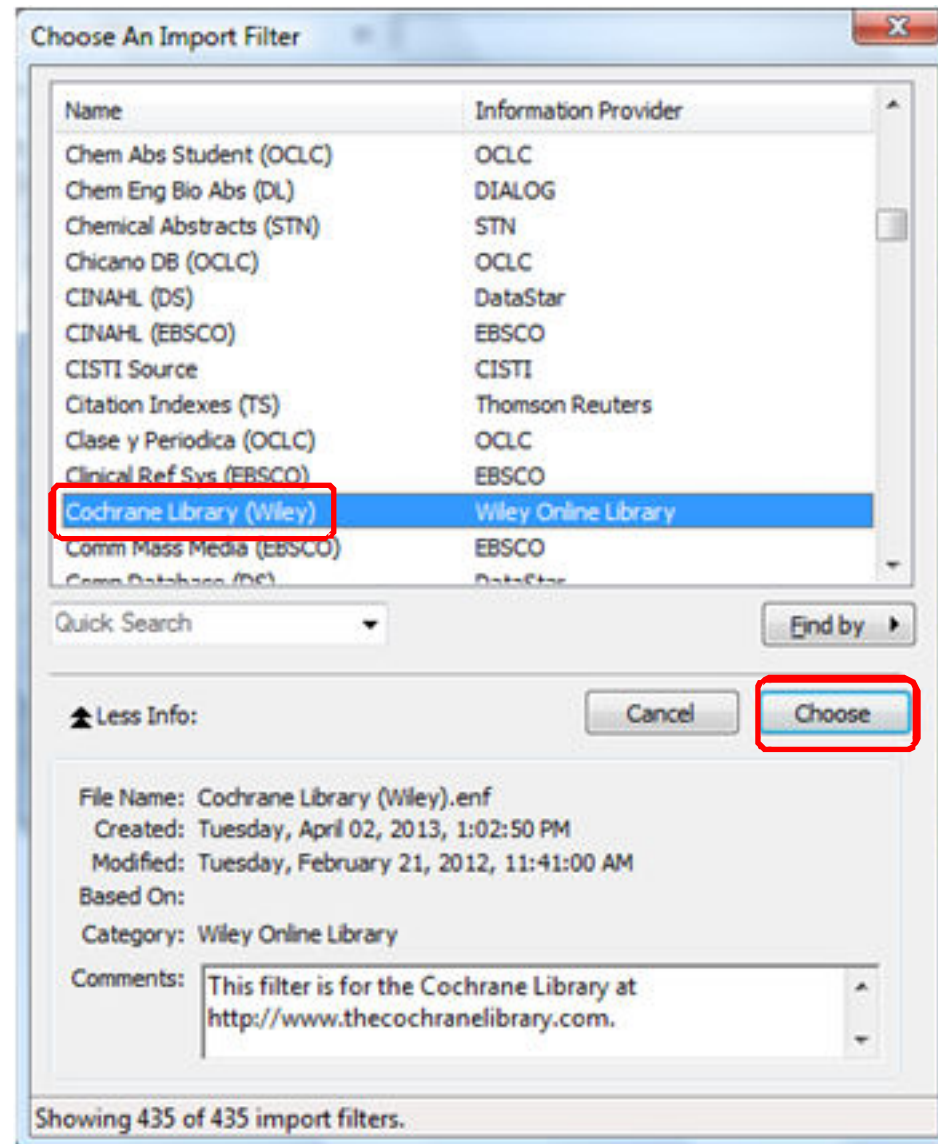 Choose An Import Filter
Name Information Provider
Chem Abs Student (OCLC) OCLC
Chem Eng Bio Abs (DL) DIALOG
Chemical Abstracts (STN) STN
Chicano DB (OCLC) OCLC
CINAHL (DS) DataStar
CINAHL (EBSCO) EBSCO
CISTI Source CISTI
Citation Indexes (TS) Thomson Reuters
Clase y Periodica (OCLC) OCLC
Clinical Ref Sys (EBSCO) EBSCO
Cochrane Library (Wiley) Wiley Online Library
Comm Mass Media (EBSCO) EBSCO
Comp Database (DS) DataStar
Quick Search Find by
Less Info: Cancel Choose
File Name: Cochrane Library (Wiley).enf
Created: Tuesday, April 02, 2013, 1:02:50 PM
Modified: Tuesday, February 21, 2012, 11:41:00 AM
Based On:
Category: Wiley Online Library
Comments: This filter is for the Cochrane Library at
http://www.thecochranelibrary.com.
Showing 435 of 435 import filters.